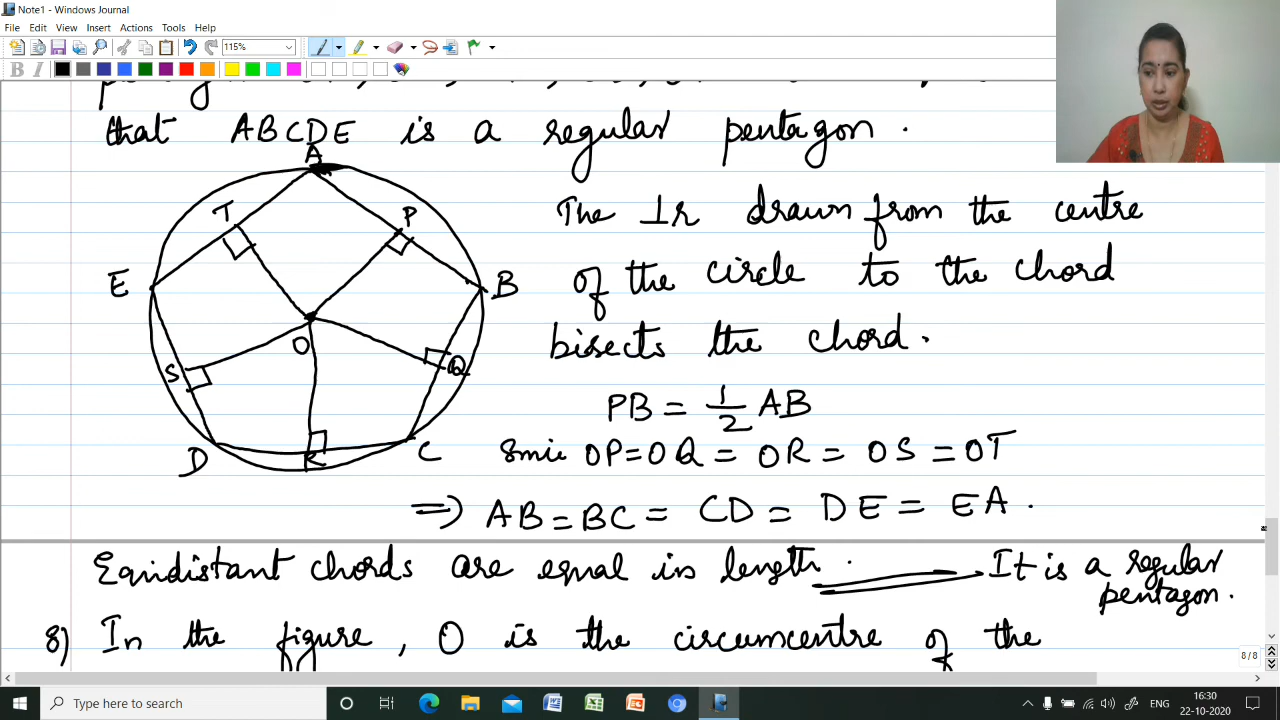 Note1 - Windows Journal
File Edit View Insert Actions Tools Help
115%
B I
that ABCDE is a regular pentagon.
A
T
P
E
B
O
S
Q
D
R
C
The ⊥r drawn from the centre
of the circle to the chord
bisects the chord.
PB = 1/2 AB
OP = OQ = OR = OS = OT
=> AB = BC = CD = DE = EA.
Equidistant chords are equal in length.
It is a regular
pentagon.
8) In the figure, O is the circumcentre of the
8/8
Type here to search
ENG
16:30
22-10-2020